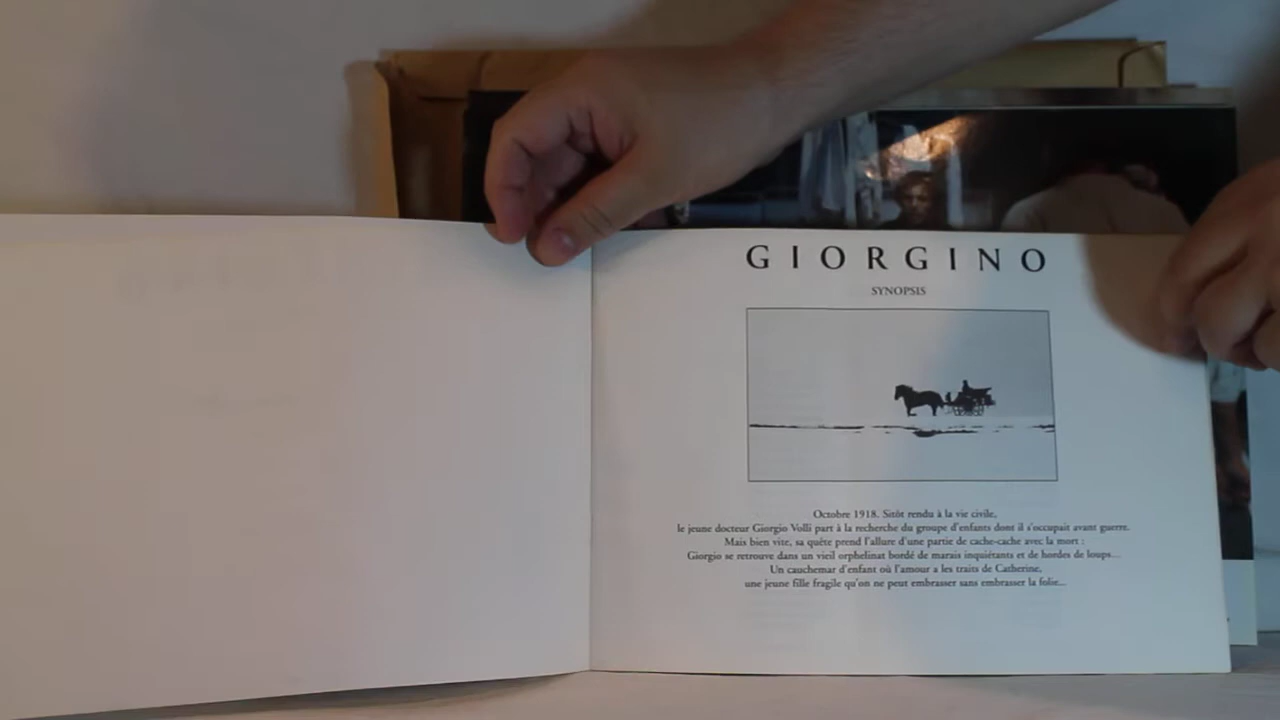 GIORGINO
SYNOPSIS
Octobre 1918. Sitôt rendu à la vie civile,
le jeune docteur Giorgio Volli part à la recherche du groupe d'enfants dont il s'occupait avant guerre.
Mais bien vite, sa quête prend l'allure d'une partie de cache-cache avec la mort :
Giorgio se retrouve dans un vieil orphelinat bordé de marais inquiétants et de hordes de loups...
Un cauchemar d'enfant où l'amour a les traits de Catherine,
une jeune fille fragile qu'on ne peut embrasser sans embrasser la folie...